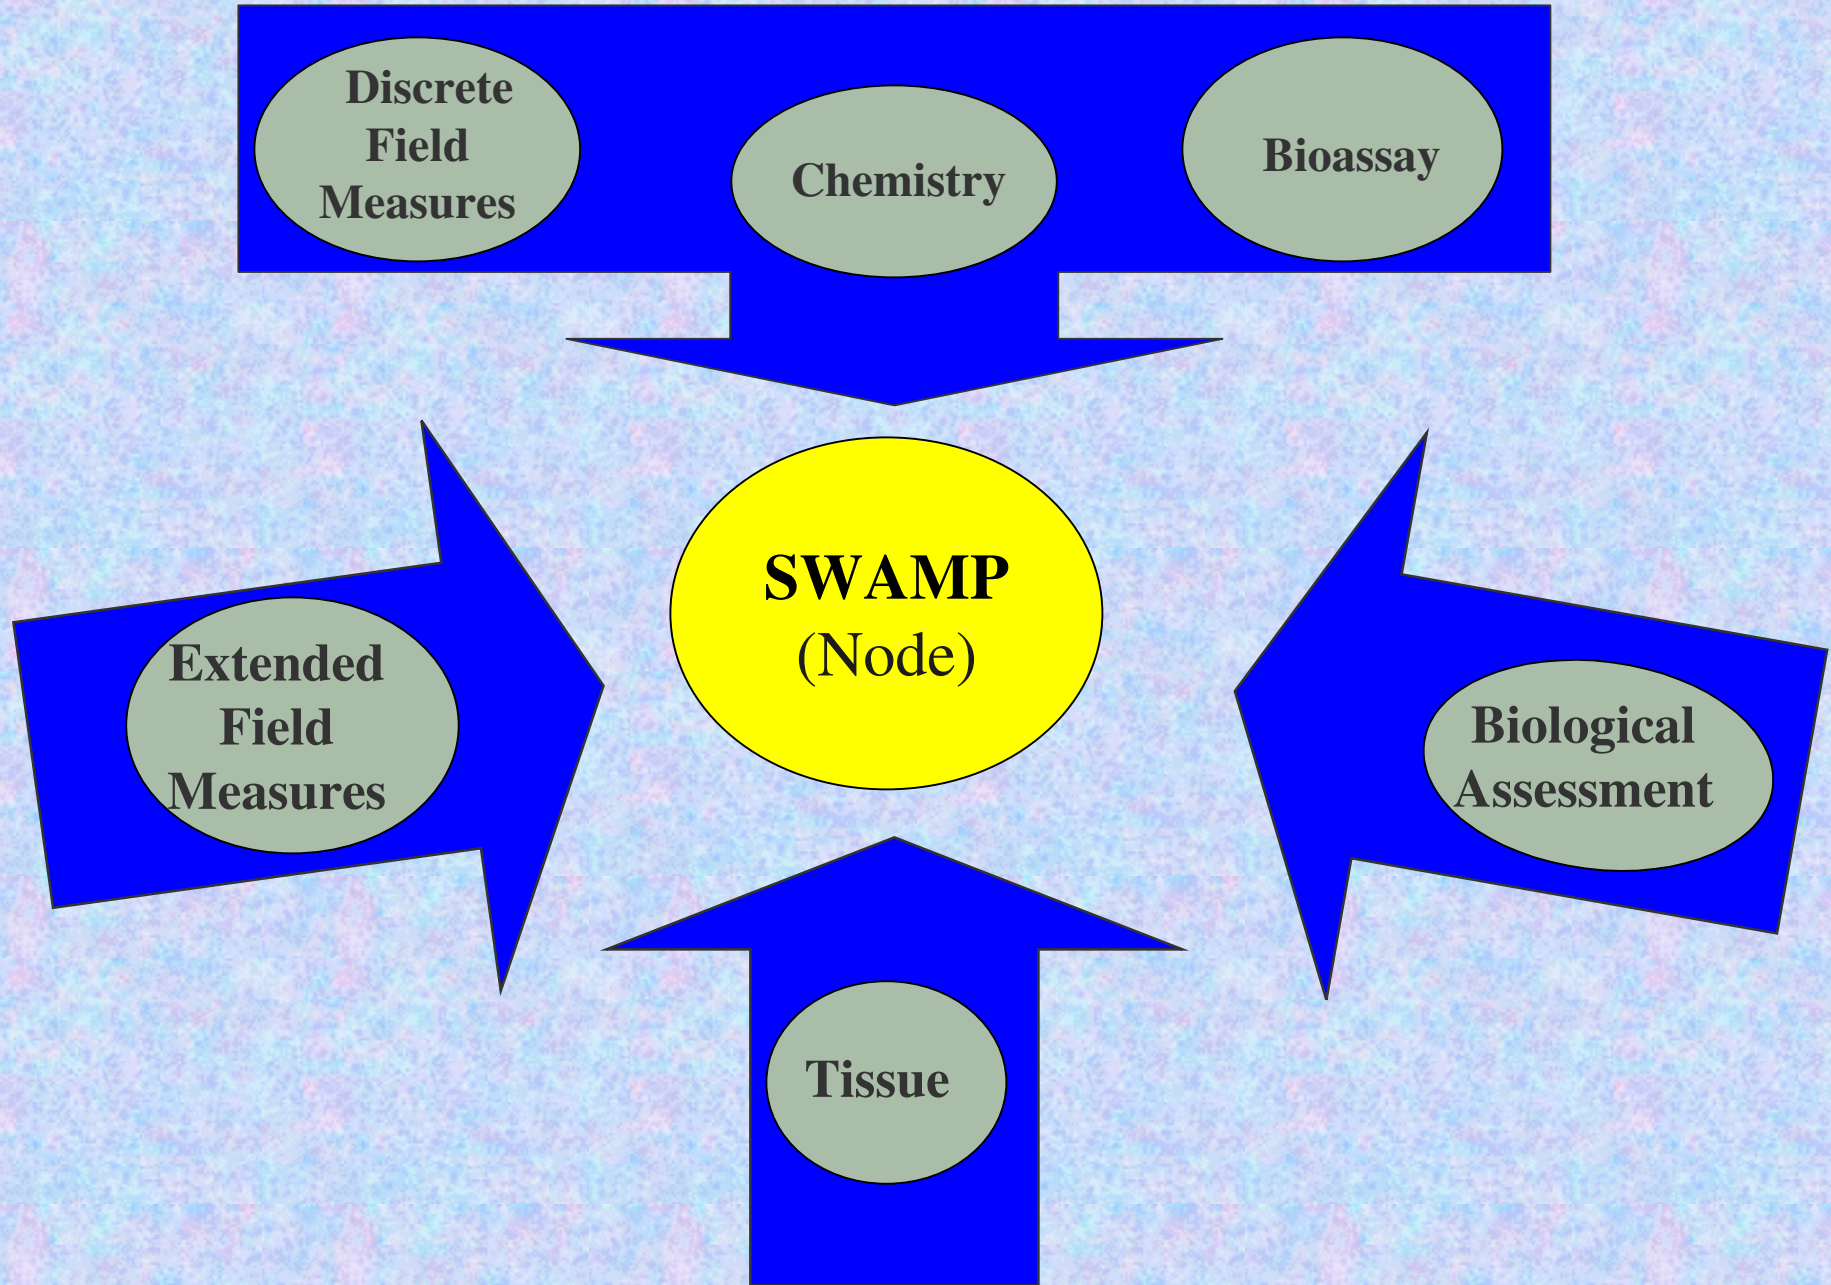 Discrete
Field
Measures
Chemistry
Bioassay
SWAMP
(Node)
Extended
Field
Measures
Biological
Assessment
Tissue